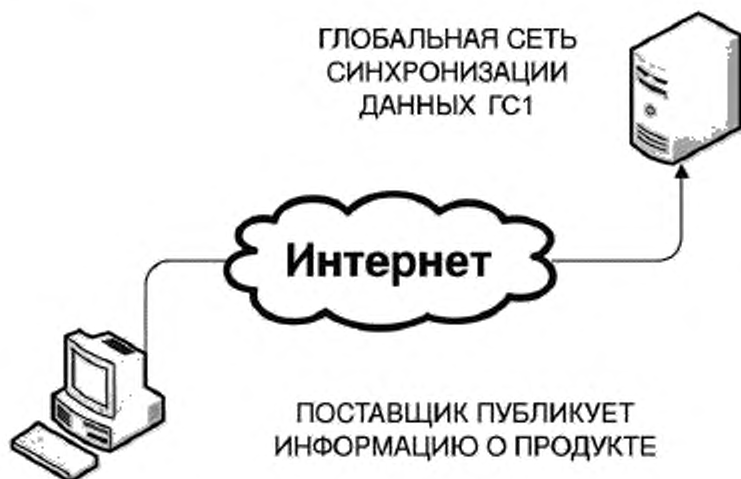 ГЛОБАЛЬНАЯ СЕТЬ
СИНХРОНИЗАЦИИ
ДАННЫХ ГС1
Интернет
ПОСТАВЩИК ПУБЛИКУЕТ
ИНФОРМАЦИЮ О ПРОДУКТЕ